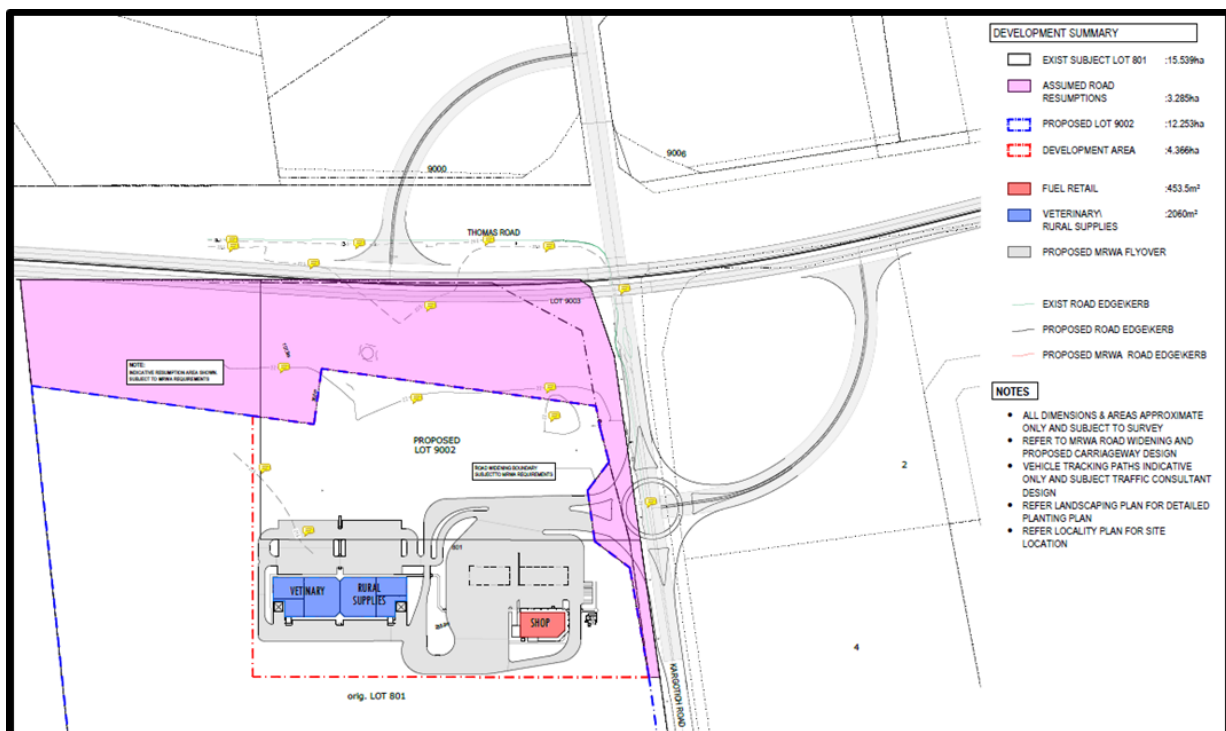 DEVELOPMENT SUMMARY
EXIST SUBJECT LOT 801 :15.539ha
ASSUMED ROAD
RESUMPTIONS :3.285ha
PROPOSED LOT 9002 :12.253ha
DEVELOPMENT AREA :4.366ha
FUEL RETAIL :453.5m²
VETERINARY\ :2060m²
RURAL SUPPLIES
PROPOSED MRWA FLYOVER
EXIST ROAD EDGE\KERB
PROPOSED ROAD EDGE\KERB
PROPOSED MRWA ROAD EDGE\KERB
NOTES
• ALL DIMENSIONS & AREAS APPROXIMATE
ONLY AND SUBJECT TO SURVEY
• REFER TO MRWA ROAD WIDENING AND
PROPOSED CARRIAGEWAY DESIGN
• VEHICLE TRACKING PATHS INDICATIVE
ONLY AND SUBJECT TRAFFIC CONSULTANT
DESIGN
• REFER LANDSCAPING PLAN FOR DETAILED
PLANTING PLAN
• REFER LOCALITY PLAN FOR SITE
LOCATION
9000
9006
THOMAS ROAD
LOT 9003
NOTE:
INDICATIVE RESUMPTION AREA SHOWN.
SUBJECT TO MRWA REQUIREMENTS
PROPOSED
LOT 9002
ROAD WIDENING BOUNDARY
SUBJECT TO MRWA REQUIREMENTS
2
801
VETINARY
RURAL
SUPPLIES
SHOP
4
KARGOTICH ROAD
orig. LOT 801